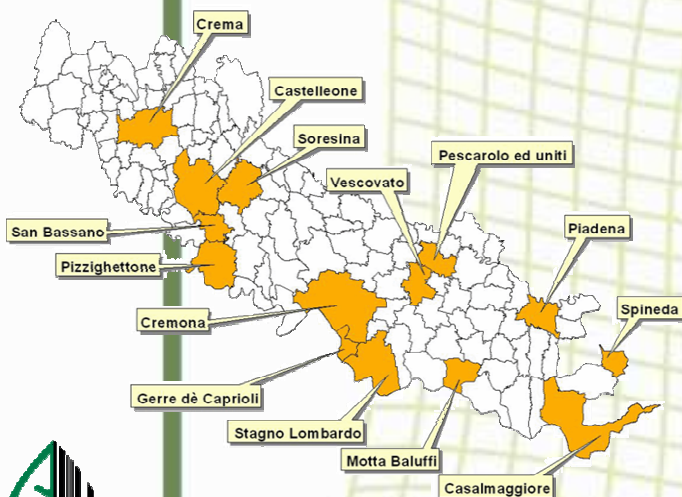 Crema
Castelleone
Soresina
Pescarolo ed uniti
Vescovato
San Bassano
Piadena
Pizzighettone
Spineda
Cremona
Gerre dè Caprioli
Stagno Lombardo
Motta Baluffi
Casalmaggiore